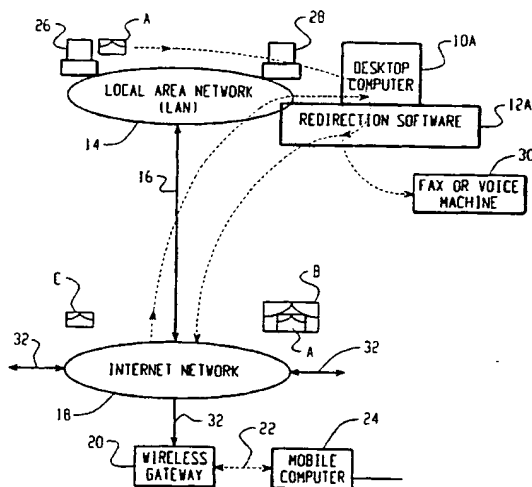 26
A
28
10A
DESKTOP
COMPUTER
LOCAL AREA NETWORK
(LAN)
REDIRECTION SOFTWARE
12A
14
30
16
FAX OR VOICE
MACHINE
C
B
A
32
32
INTERNET NETWORK
18
32
24
20
22
WIRELESS
GATEWAY
MOBILE
COMPUTER